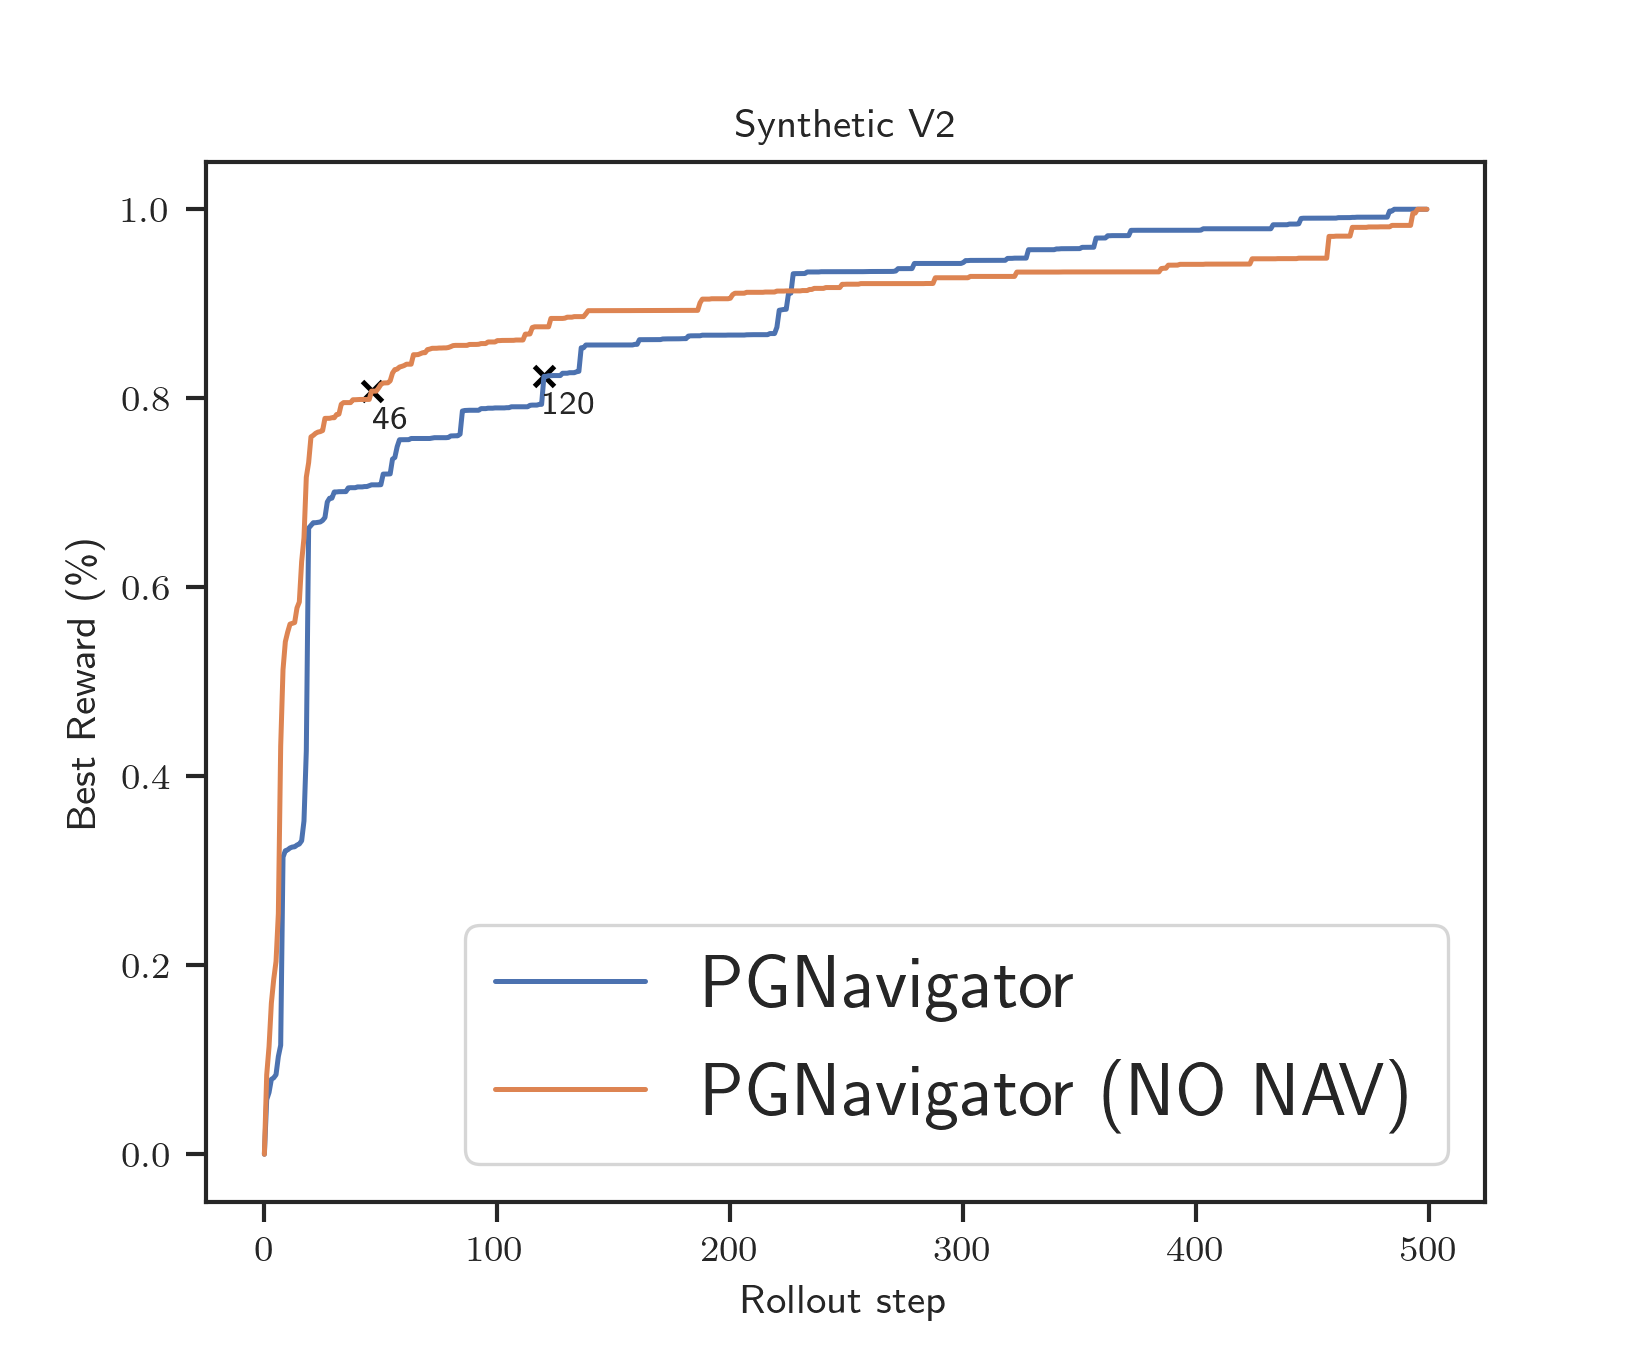 Synthetic V2
1.0
0.8
0.6
0.4
0.2
0.0
Best Reward (%)
46
120
PGNavigator
PGNavigator (NO NAV)
0 100 200 300 400 500
Rollout step